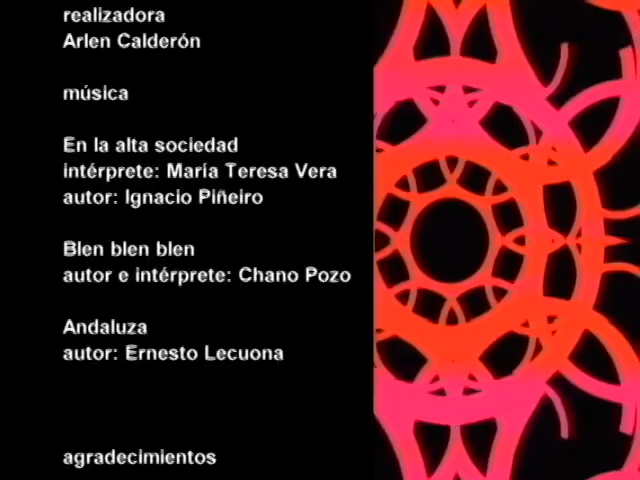 realizadora
Arlen Calderón
música
En la alta sociedad
intérprete: María Teresa Vera
autor: Ignacio Piñeiro
Blen blen blen
autor e intérprete: Chano Pozo
Andaluza
autor: Ernesto Lecuona
agradecimientos